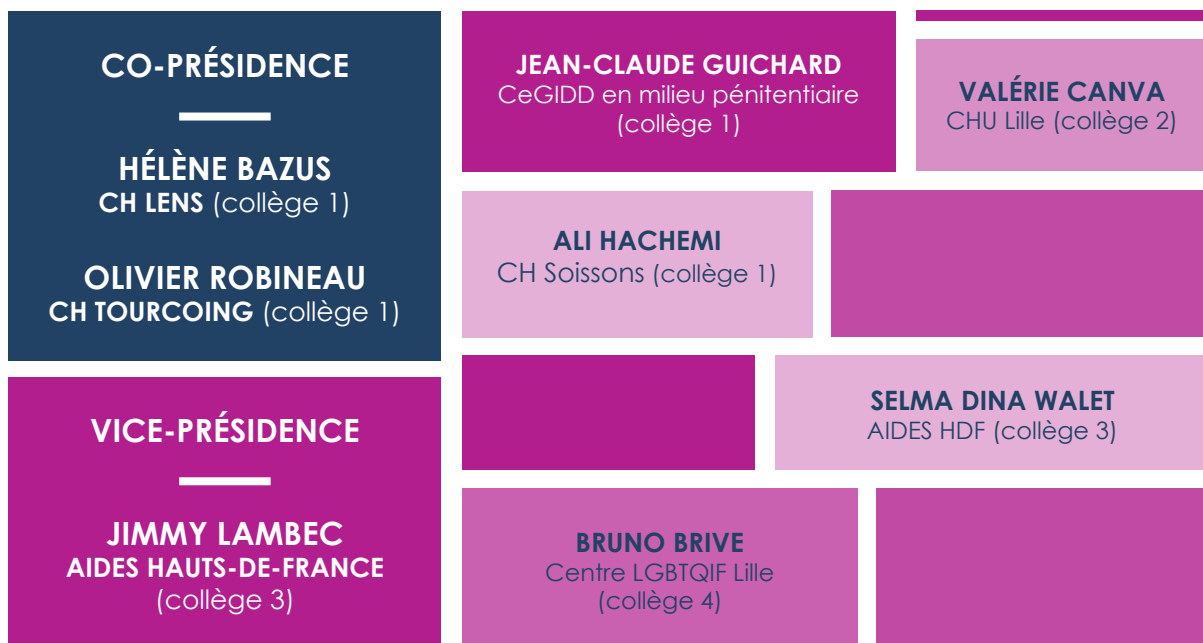 CO-PRÉSIDENCE
HÉLÈNE BAZUS
CH LENS (collège 1)
OLIVIER ROBINEAU
CH TOURCOING (collège 1)
VICE-PRÉSIDENCE
JIMMY LAMBEC
AIDES HAUTS-DE-FRANCE
(collège 3)
JEAN-CLAUDE GUICHARD
CeGIDD en milieu pénitentiaire
(collège 1)
VALÉRIE CANVA
CHU Lille (collège 2)
ALI HACHEMI
CH Soissons (collège 1)
SELMA DINA WALET
AIDES HDF (collège 3)
BRUNO BRIVE
Centre LGBTQIF Lille
(collège 4)